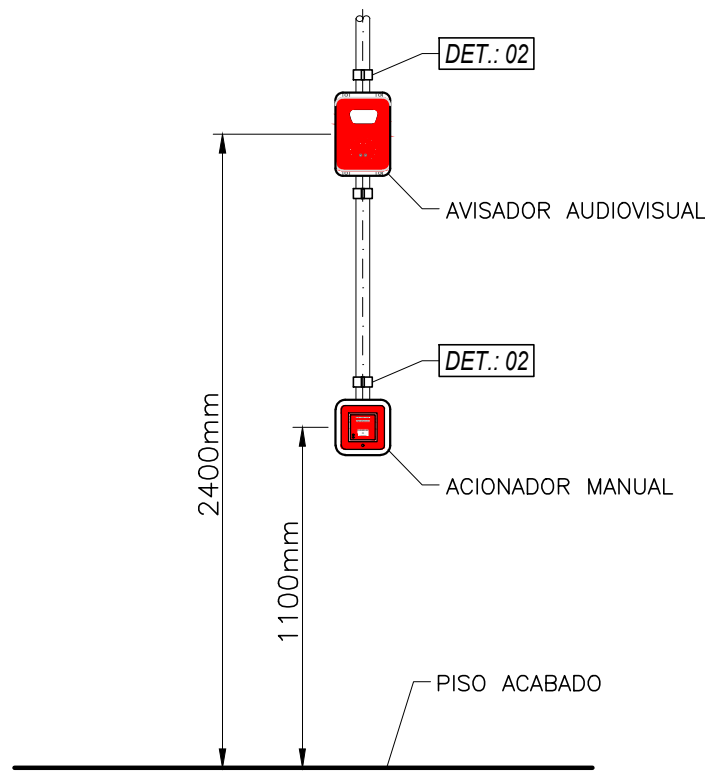 DET.: 02
AVISADOR AUDIOVISUAL
DET.: 02
2400mm
ACIONADOR MANUAL
1100mm
PISO ACABADO